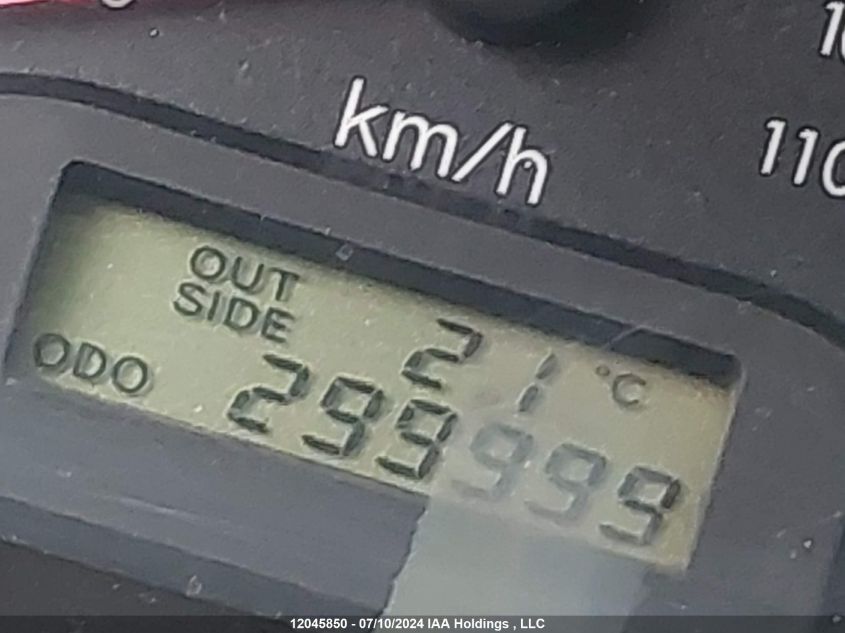 km/h
110
OUT
SIDE
21 °C
ODO 299999
12045850 - 07/10/2024 IAA Holdings , LLC